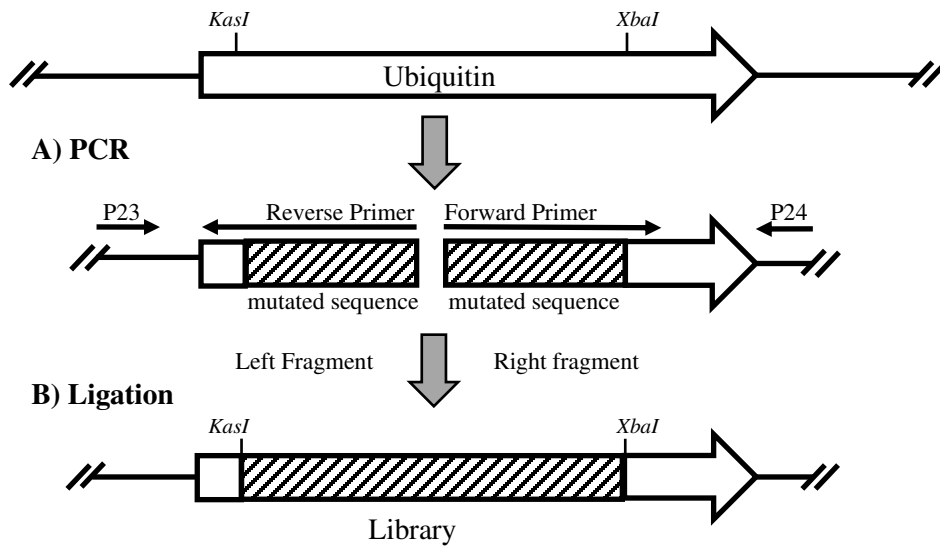 KasI XbaI
Ubiquitin
A) PCR
P23 Reverse Primer Forward Primer P24
mutated sequence mutated sequence
Left Fragment Right fragment
B) Ligation
KasI XbaI
Library